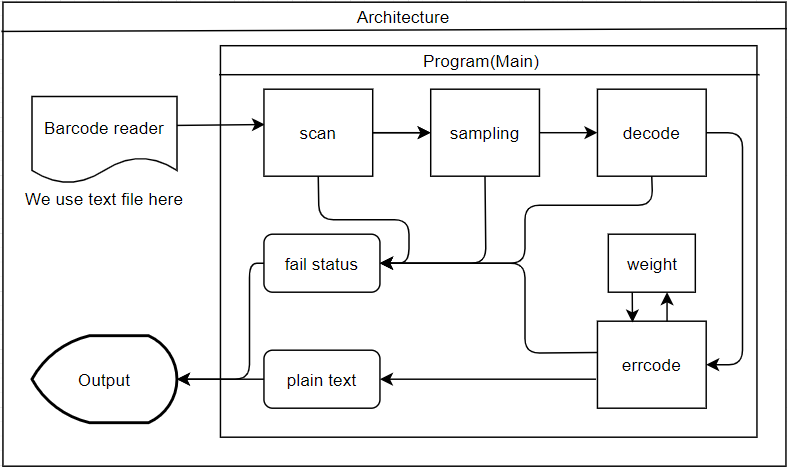 Architecture
Program(Main)
Barcode reader
scan
sampling
decode
We use text file here
fail status
weight
Output
plain text
errcode